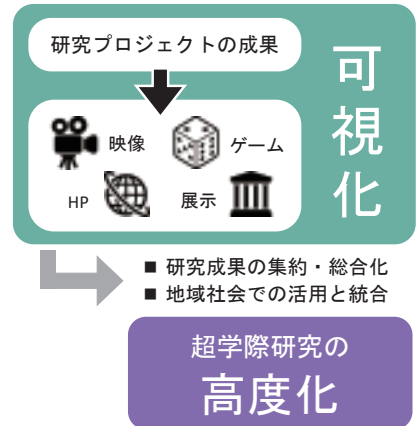 研究プロジェクトの成果
可視化
映像
ゲーム
HP
展示
■ 研究成果の集約・総合化
■ 地域社会での活用と統合
超学際研究の
高度化